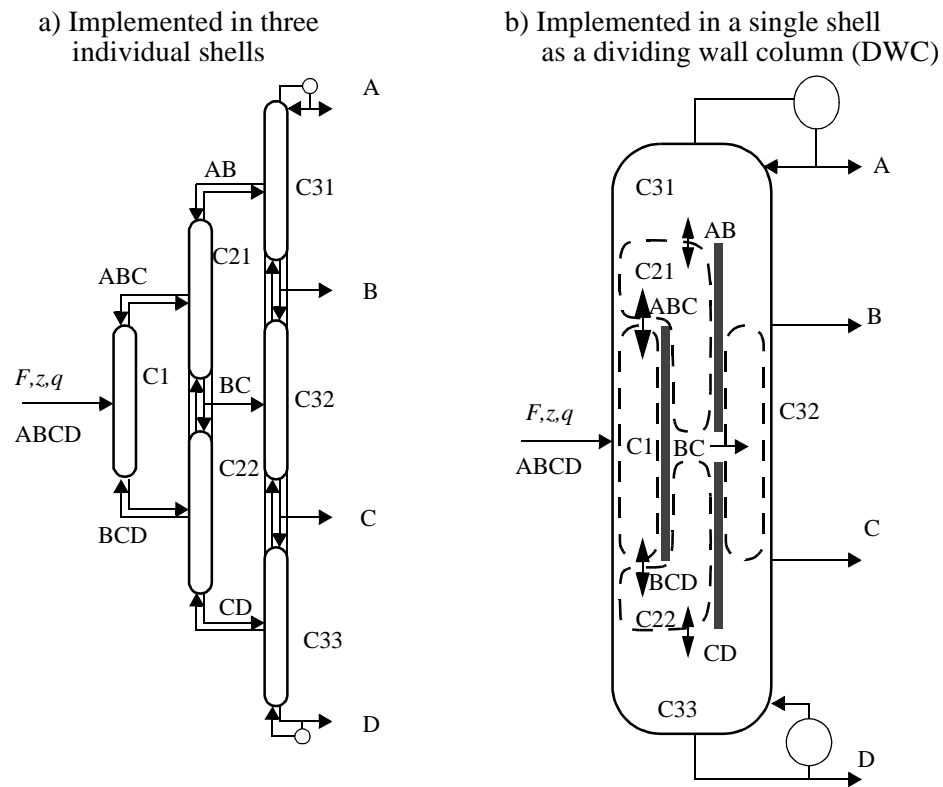 a) Implemented in three
individual shells
A
AB
C31
C21
ABC
B
C1
BC
F,z,q
C32
ABCD
C22
C
BCD
CD
C33
D
b) Implemented in a single shell
as a dividing wall column (DWC)
A
C31
AB
C21
ABC
B
C32
F,z,q
C1
BC
ABCD
C
BCD
C22
CD
C33
D